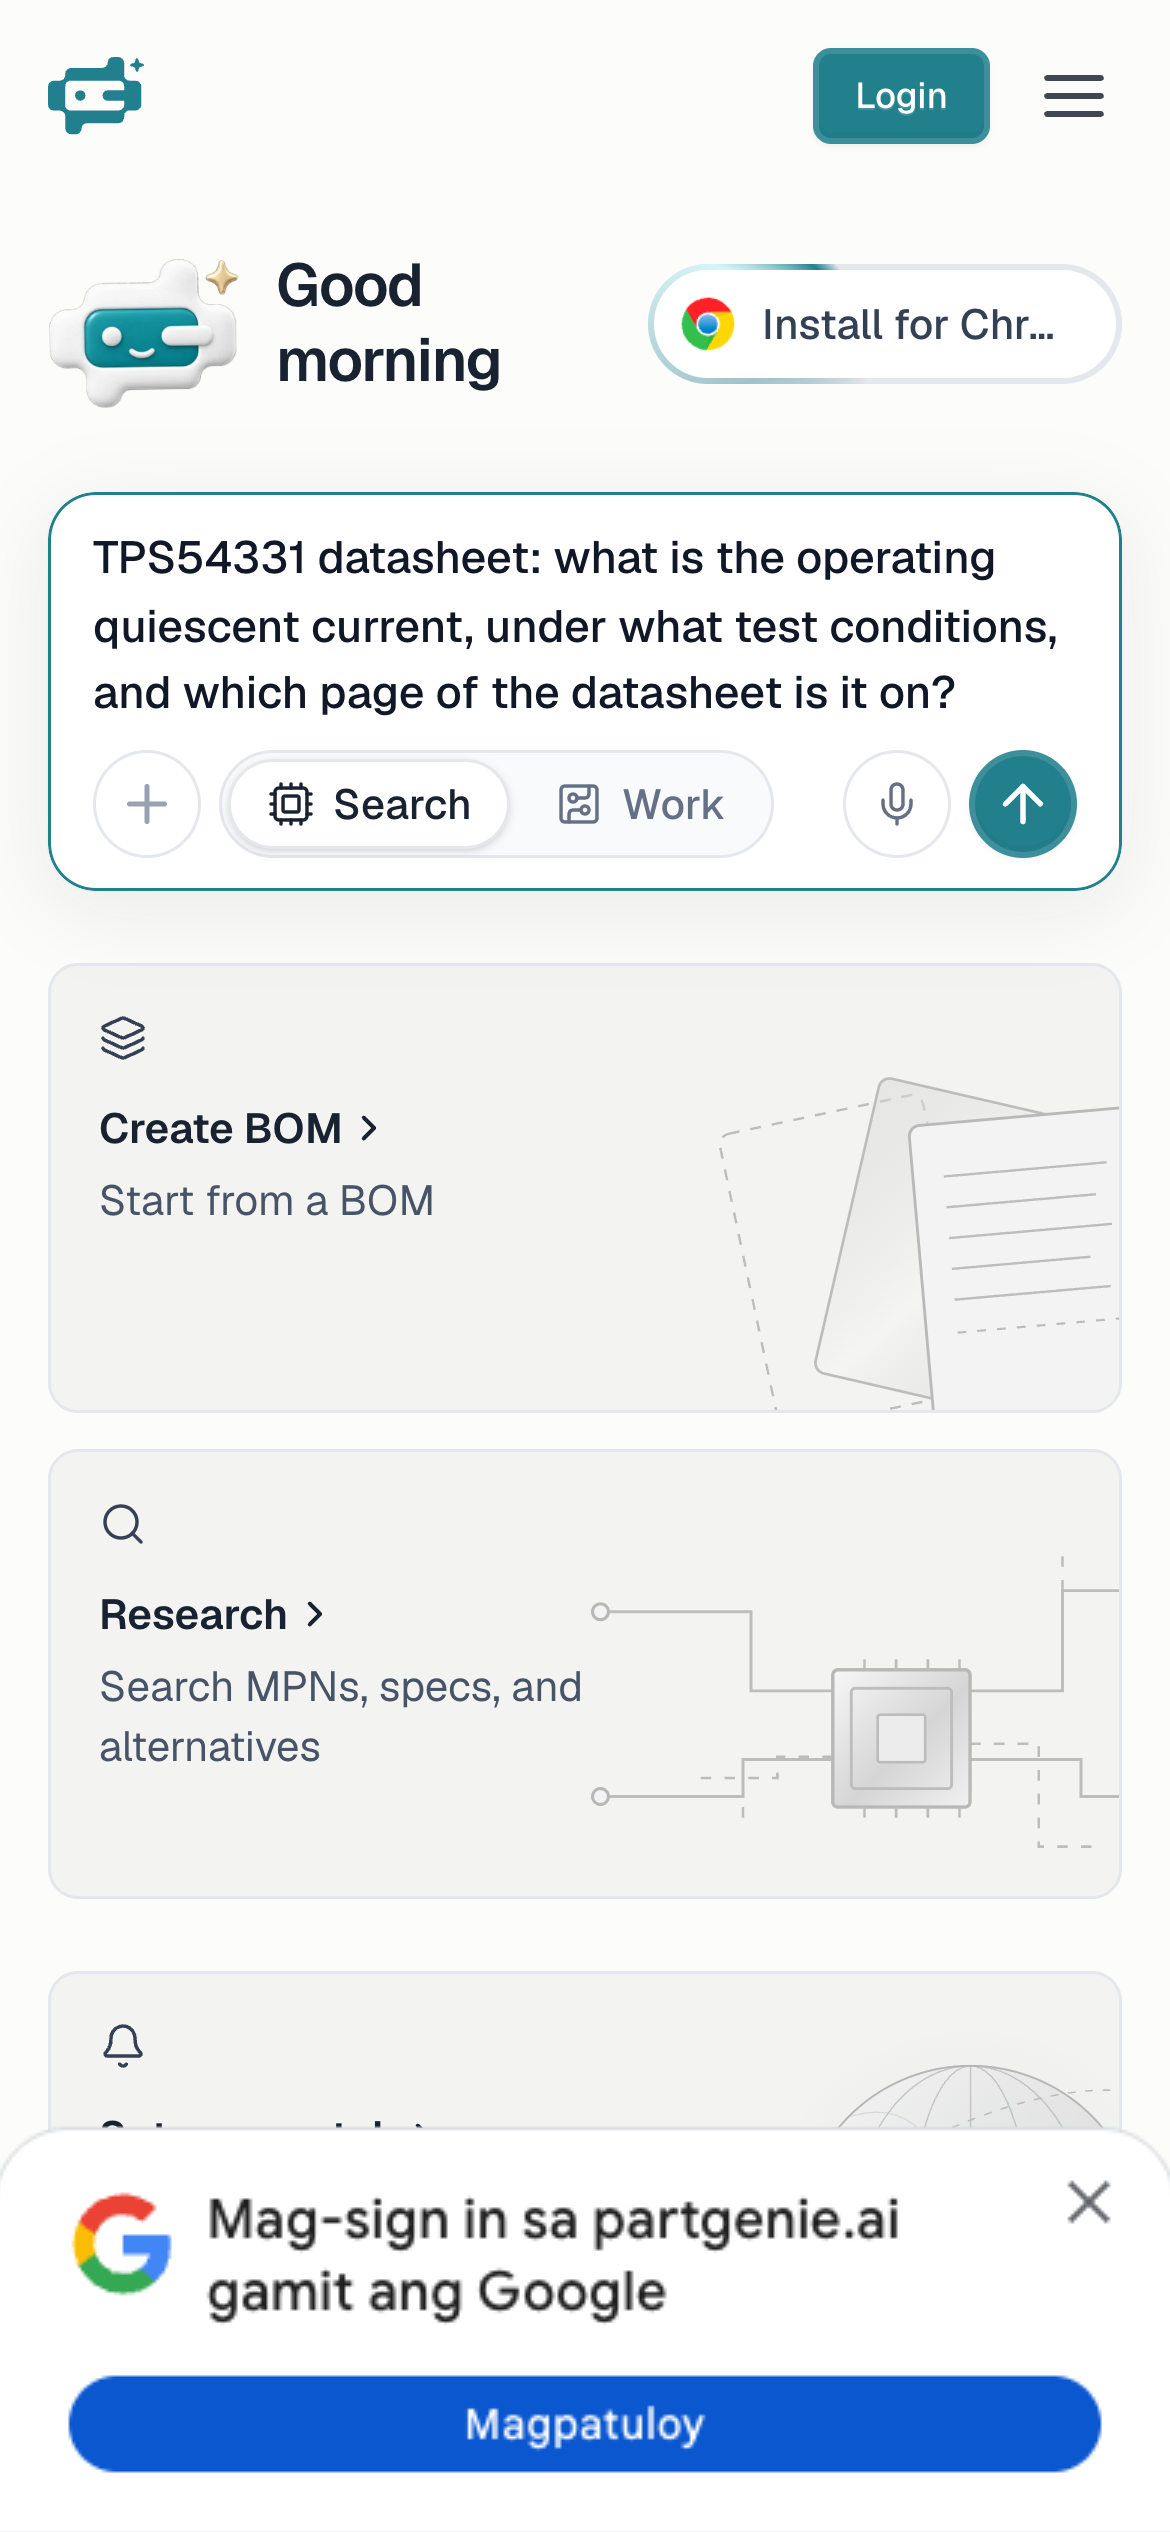 Login
Good
morning
Install for Chr...
TPS54331 datasheet: what is the operating
quiescent current, under what test conditions,
and which page of the datasheet is it on?
Search
Work
Create BOM
Start from a BOM
Research
Search MPNs, specs, and
alternatives
Mag-sign in sa partgenie.ai
gamit ang Google
Magpatuloy